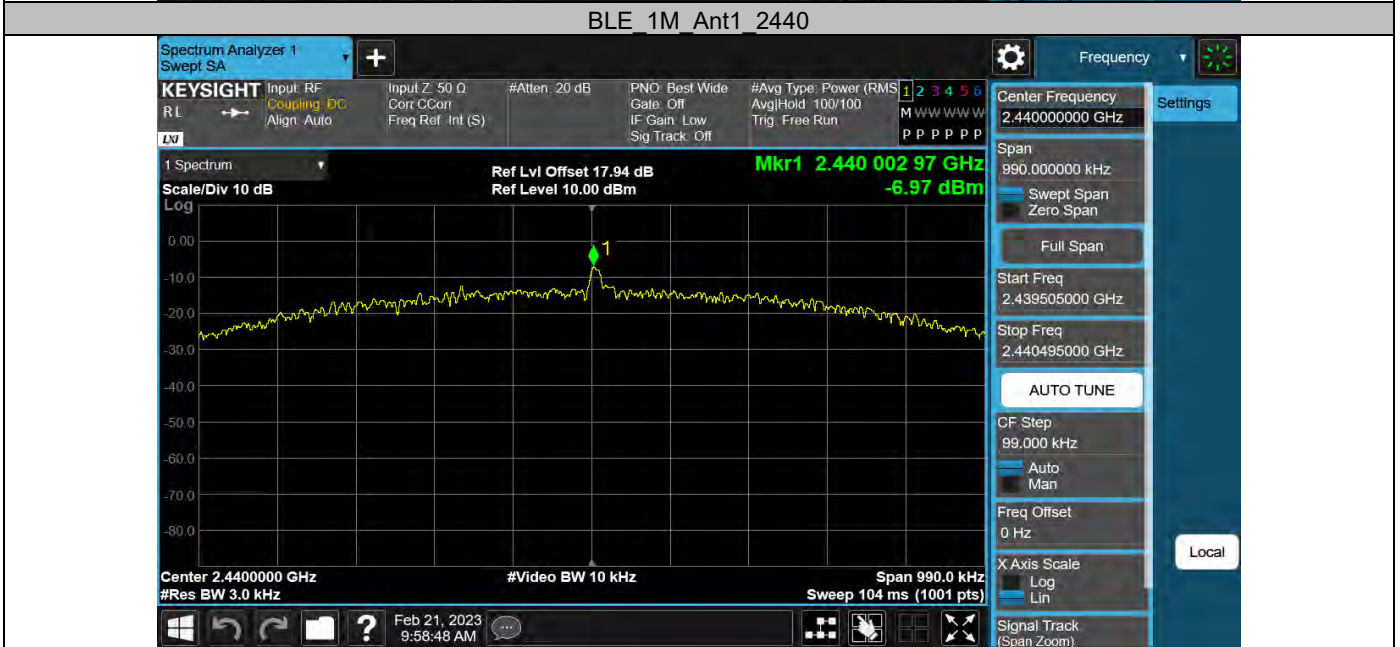 BLE_1M_Ant1_2440
Spectrum Analyzer 1
Swept SA
+
Frequency
KEYSIGHT
RL
LXI
Input: RF
Coupling: DC
Align: Auto
Input Z: 50 Ω
Corr CCorr
Freq Ref: Int (S)
#Atten: 20 dB
PNO: Best Wide
Gate: Off
IF Gain: Low
Sig Track: Off
#Avg Type: Power (RMS
Avg|Hold: 100/100
Trig: Free Run
1 2 3 4 5 6
M W W W W W
P P P P P P
1 Spectrum
Scale/Div 10 dB
Log
Ref Lvl Offset 17.94 dB
Ref Level 10.00 dBm
Mkr1 2.440 002 97 GHz
-6.97 dBm
1
0.00
-10.0
-20.0
-30.0
-40.0
-50.0
-60.0
-70.0
-80.0
Center 2.4400000 GHz
#Res BW 3.0 kHz
#Video BW 10 kHz
Span 990.0 kHz
Sweep 104 ms (1001 pts)
?
Feb 21, 2023
9:58:48 AM
Center Frequency
2.440000000 GHz
Settings
Span
990.000000 kHz
Swept Span
Zero Span
Full Span
Start Freq
2.439505000 GHz
Stop Freq
2.440495000 GHz
AUTO TUNE
CF Step
99.000 kHz
Auto
Man
Freq Offset
0 Hz
X Axis Scale
Log
Lin
Local
Signal Track
(Span Zoom)